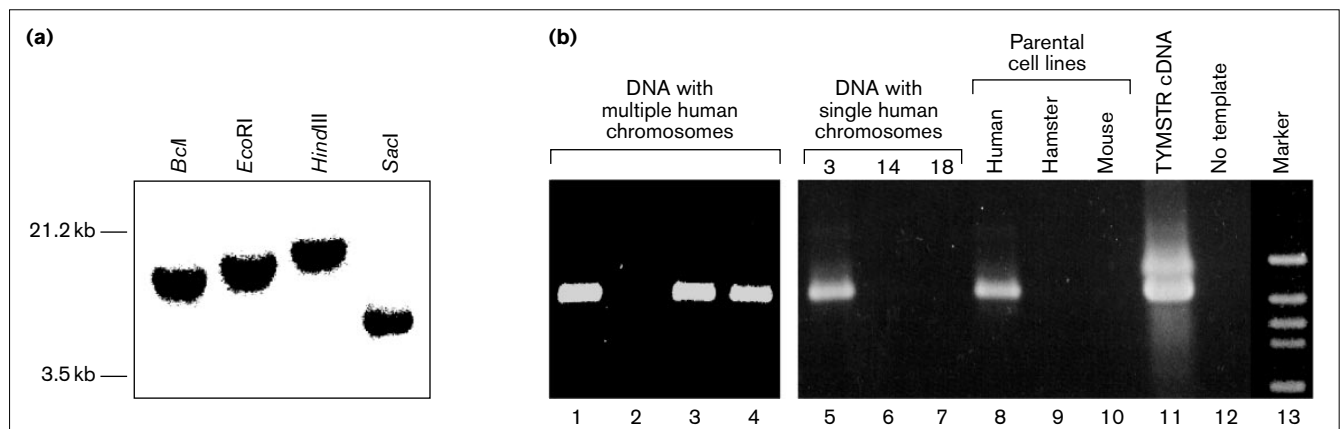 (a)
BclI
EcoRI
HindIII
SacI
21.2 kb
3.5 kb
(b)
DNA with
multiple human
chromosomes
DNA with
single human
chromosomes
Parental
cell lines
3 14 18
Human
Hamster
Mouse
TYMSTR cDNA
No template
Marker
1 2 3 4 5 6 7 8 9 10 11 12 13